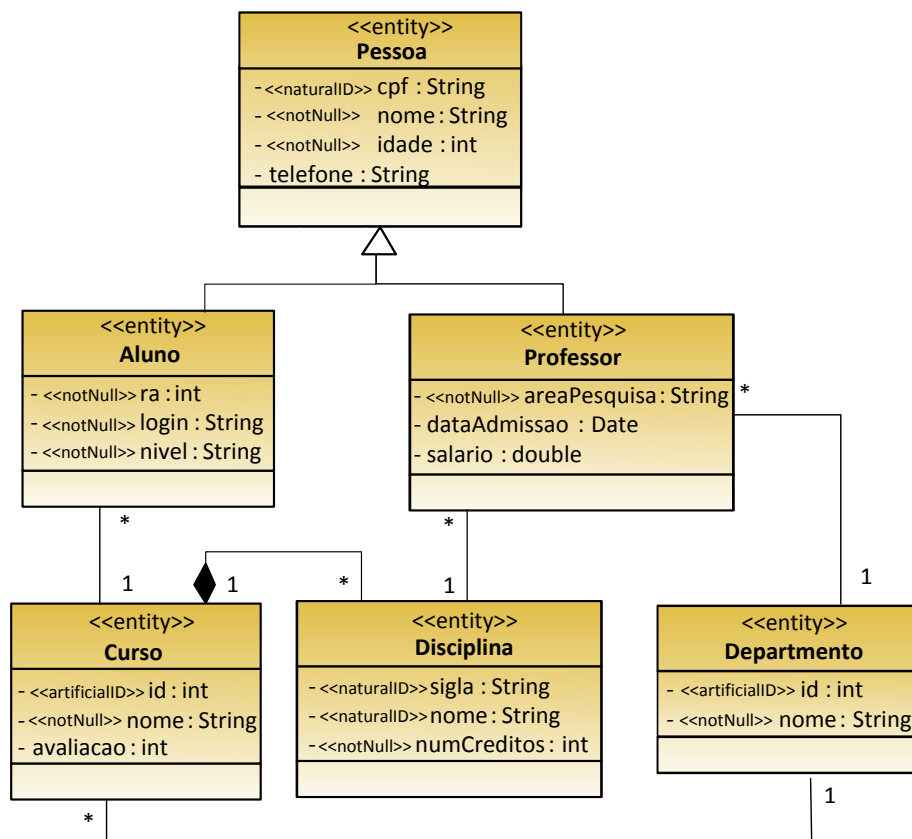 <<entity>>
Pessoa
- <<naturalID>> cpf : String
- <<notNull>> nome : String
- <<notNull>> idade : int
- telefone : String
<<entity>>
Aluno
- <<notNull>> ra : int
- <<notNull>> login : String
- <<notNull>> nivel : String
<<entity>>
Professor
- <<notNull>> areaPesquisa : String
- dataAdmissao : Date
- salario : double
*
*
*
1
1
*
1
1
<<entity>>
Curso
- <<artificialID>> id : int
- <<notNull>> nome : String
- avaliacao : int
<<entity>>
Disciplina
- <<naturalID>> sigla : String
- <<naturalID>> nome : String
- <<notNull>> numCreditos : int
<<entity>>
Departmento
- <<artificialID>> id : int
- <<notNull>> nome : String
*
1